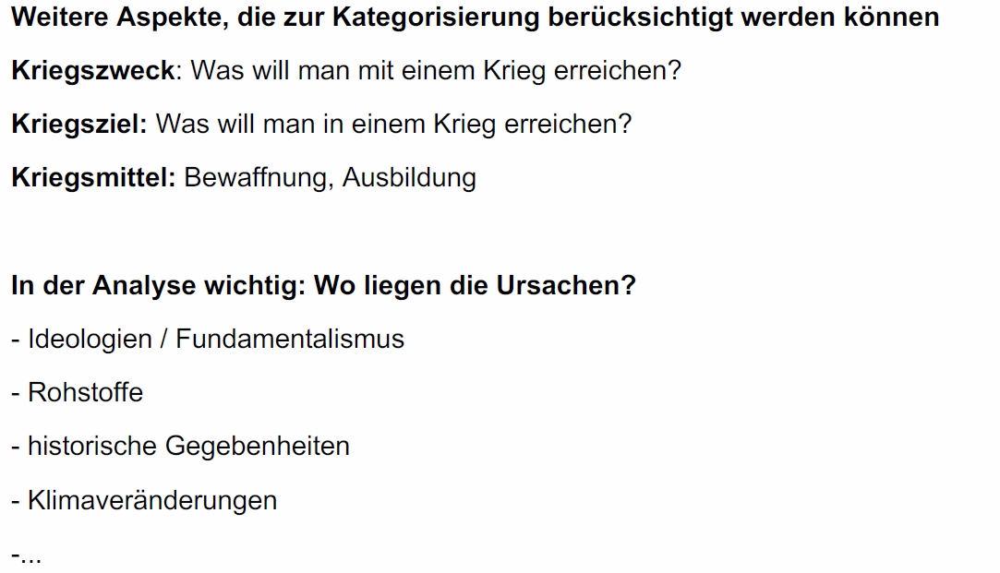 Weitere Aspekte, die zur Kategorisierung berücksichtigt werden können
Kriegszweck: Was will man mit einem Krieg erreichen?
Kriegsziel: Was will man in einem Krieg erreichen?
Kriegsmittel: Bewaffnung, Ausbildung
In der Analyse wichtig: Wo liegen die Ursachen?
- Ideologien / Fundamentalismus
- Rohstoffe
- historische Gegebenheiten
- Klimaveränderungen
-...